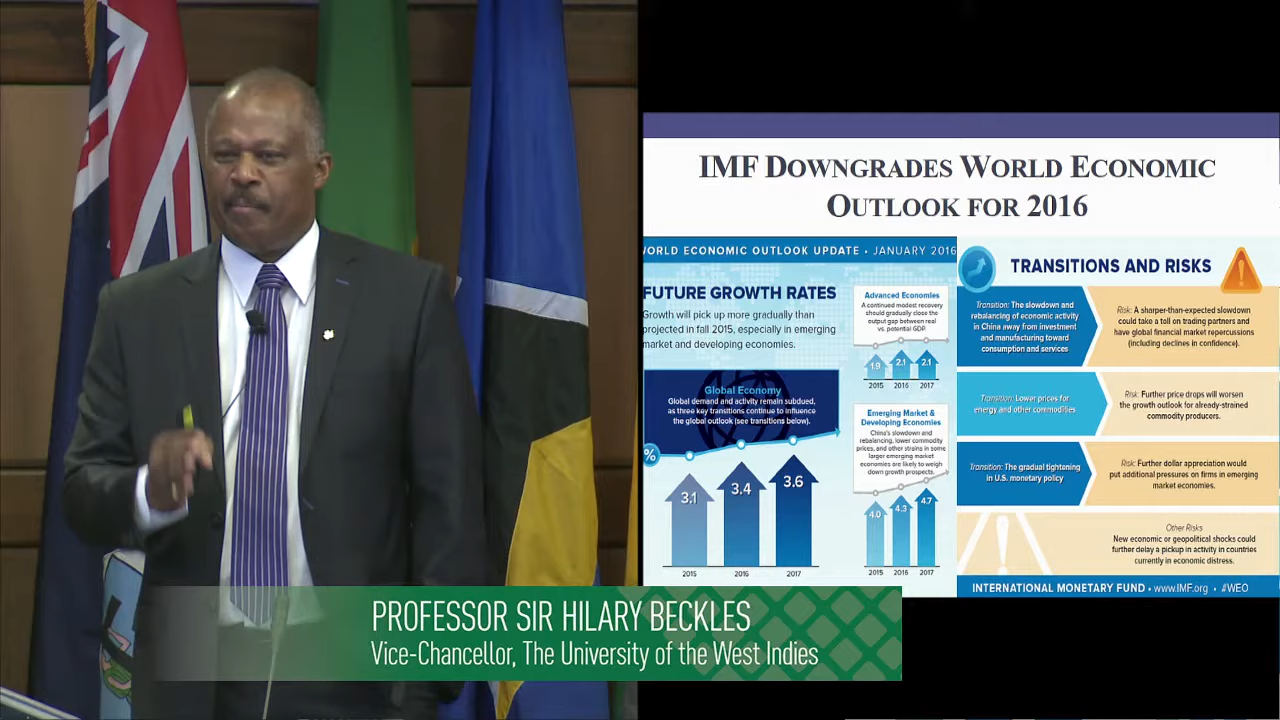 IMF DOWNGRADES WORLD ECONOMIC
OUTLOOK FOR 2016
WORLD ECONOMIC OUTLOOK UPDATE • JANUARY 2016
FUTURE GROWTH RATES
Growth will pick up more gradually than
projected in fall 2015, especially in emerging
market and developing economies.
Global Economy
Global demand and activity remain subdued,
as three key transitions continue to influence
the global outlook (see transitions below).
%
3.1
3.4
3.6
2015
2016
2017
Advanced Economies
A continued modest recovery
should gradually close the
output gap between real
vs. potential GDP.
1.9
2.1
2.1
2015
2016
2017
Emerging Market &
Developing Economies
China's slowdown and
rebalancing, lower commodity
prices, and other strains in some
larger emerging market
economies are likely to weigh
down growth prospects.
4.0
4.3
4.7
2015
2016
2017
TRANSITIONS AND RISKS
Transition: The slowdown and
rebalancing of economic activity
in China away from investment
and manufacturing toward
consumption and services
Risk: A sharper-than-expected slowdown
could take a toll on trading partners and
have global financial market repercussions
(including declines in confidence).
Transition: Lower prices for
energy and other commodities
Risk: Further price drops will worsen
the growth outlook for already-strained
commodity producers.
Transition: The gradual tightening
in U.S. monetary policy
Risk: Further dollar appreciation would
put additional pressures on firms in emerging
market economies.
Other Risks
New economic or geopolitical shocks could
further delay a pickup in activity in countries
currently in economic distress.
INTERNATIONAL MONETARY FUND • www.IMF.org • #WEO
PROFESSOR SIR HILARY BECKLES
Vice-Chancellor, The University of the West Indies